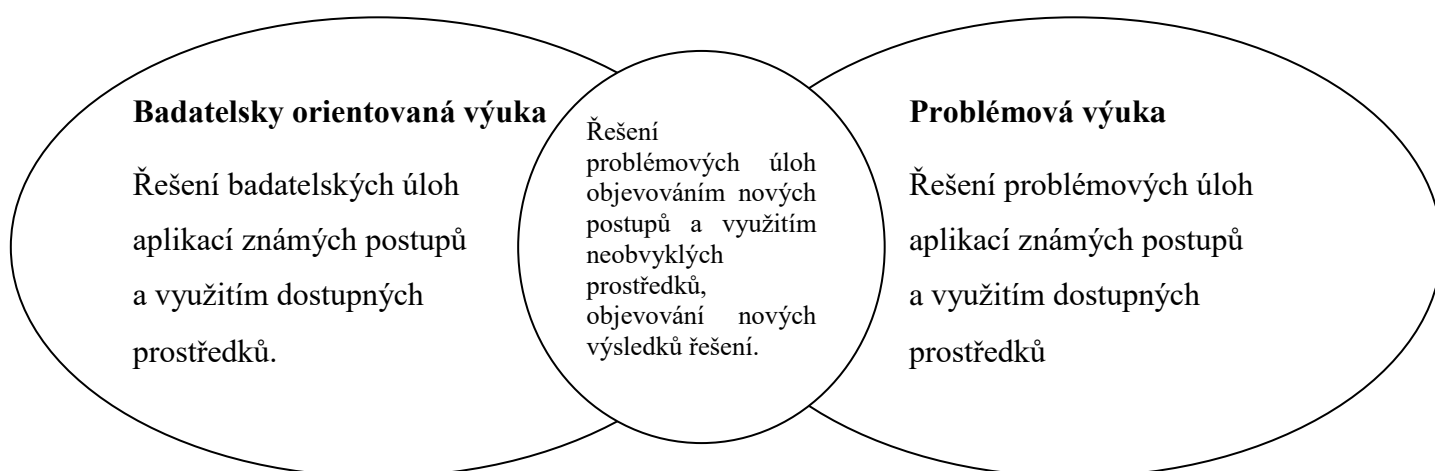 Badatelsky orientovaná výuka
Řešení badatelských úloh
aplikací známých postupů
a využitím dostupných
prostředků.
Řešení
problémových úloh
objevováním nových
postupů a využitím
neobvyklých
prostředků,
objevování nových
výsledků řešení.
Problémová výuka
Řešení problémových úloh
aplikací známých postupů
a využitím dostupných
prostředků